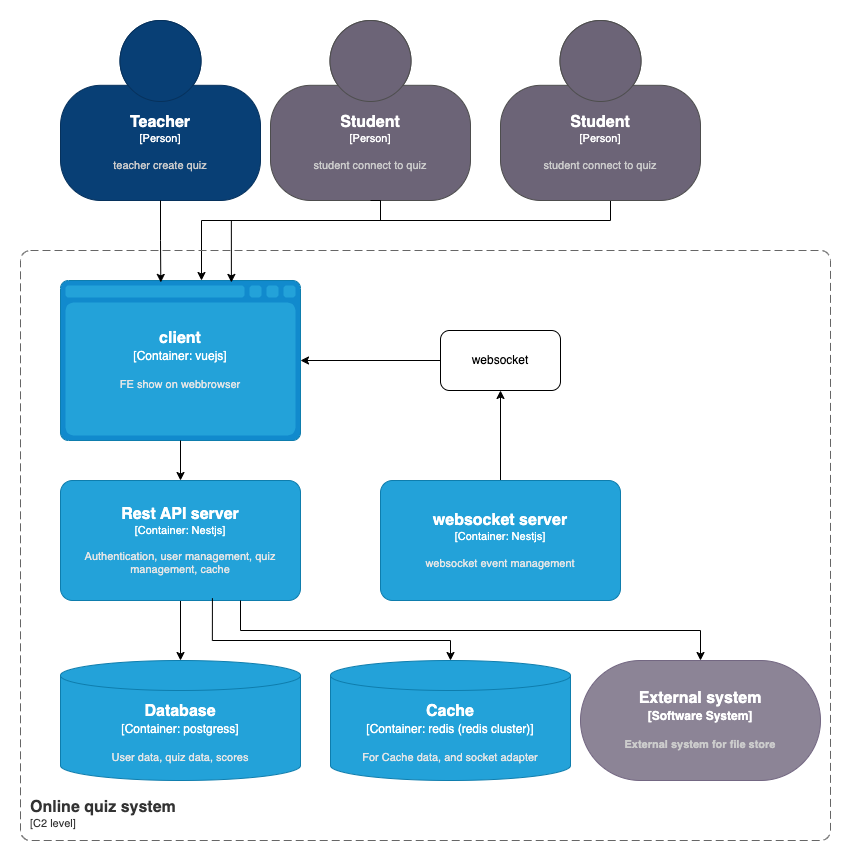 Teacher
[Person]
teacher create quiz
Student
[Person]
student connect to quiz
Student
[Person]
student connect to quiz
client
[Container: vuejs]
FE show on webbrowser
websocket
Rest API server
[Container: Nestjs]
Authentication, user management, quiz
management, cache
websocket server
[Container: Nestjs]
websocket event management
Database
[Container: postgress]
User data, quiz data, scores
Cache
[Container: redis (redis cluster)]
For Cache data, and socket adapter
External system
[Software System]
External system for file store
Online quiz system
[C2 level]